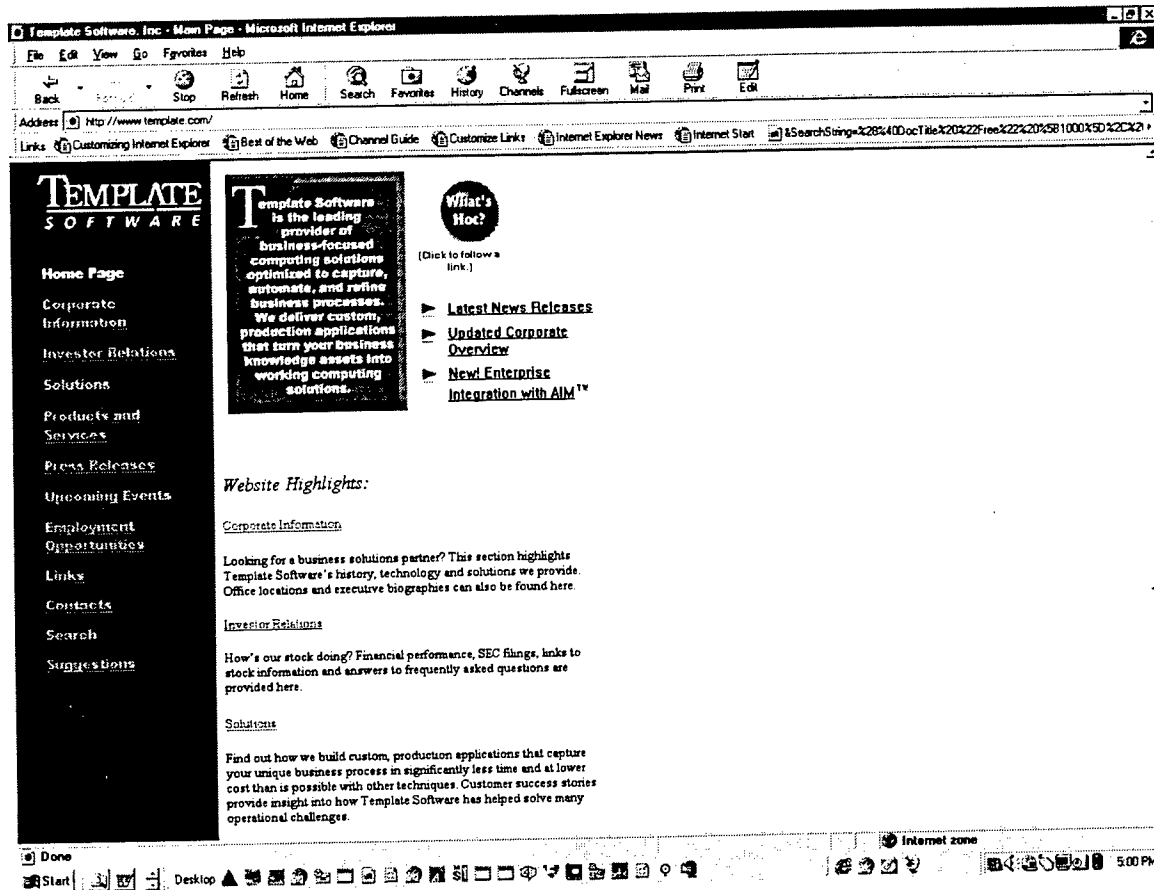 Template Software, Inc - Main Page - Microsoft Internet Explorer
File Edit View Go Favorites Help
Back Stop Refresh Home Search Favorites History Channels Fullscreen Mail Print Edit
Address http://www.template.com/
Links Customizing Internet Explorer Best of the Web Channel Guide Customize Links Internet Explorer News Internet Start &SearchString=%28%40DocTitle%20%22Free%22%20%5B1000%5D%2C%2
TEMPLATE
SOFTWARE
Home Page
Corporate
Information
Investor Relations
Solutions
Products and
Services
Press Releases
Upcoming Events
Employment
Opportunities
Links
Contacts
Search
Suggestions
Template Software
is the leading
provider of
business-focused
computing solutions
optimized to capture,
automate, and refine
business processes.
We deliver custom,
production applications
that turn your business
knowledge assets into
working computing
solutions.
What's
Hot?
(Click to follow a
link.)
Latest News Releases
Updated Corporate
Overview
New! Enterprise
Integration with AIM™
Website Highlights:
Corporate Information
Looking for a business solutions partner? This section highlights
Template Software's history, technology and solutions we provide.
Office locations and executive biographies can also be found here.
Investor Relations
How's our stock doing? Financial performance, SEC filings, links to
stock information and answers to frequently asked questions are
provided here.
Solutions
Find out how we build custom, production applications that capture
your unique business process in significantly less time and at lower
cost than is possible with other techniques. Customer success stories
provide insight into how Template Software has helped solve many
operational challenges.
Done
Internet zone
Start Desktop 5:00 PM